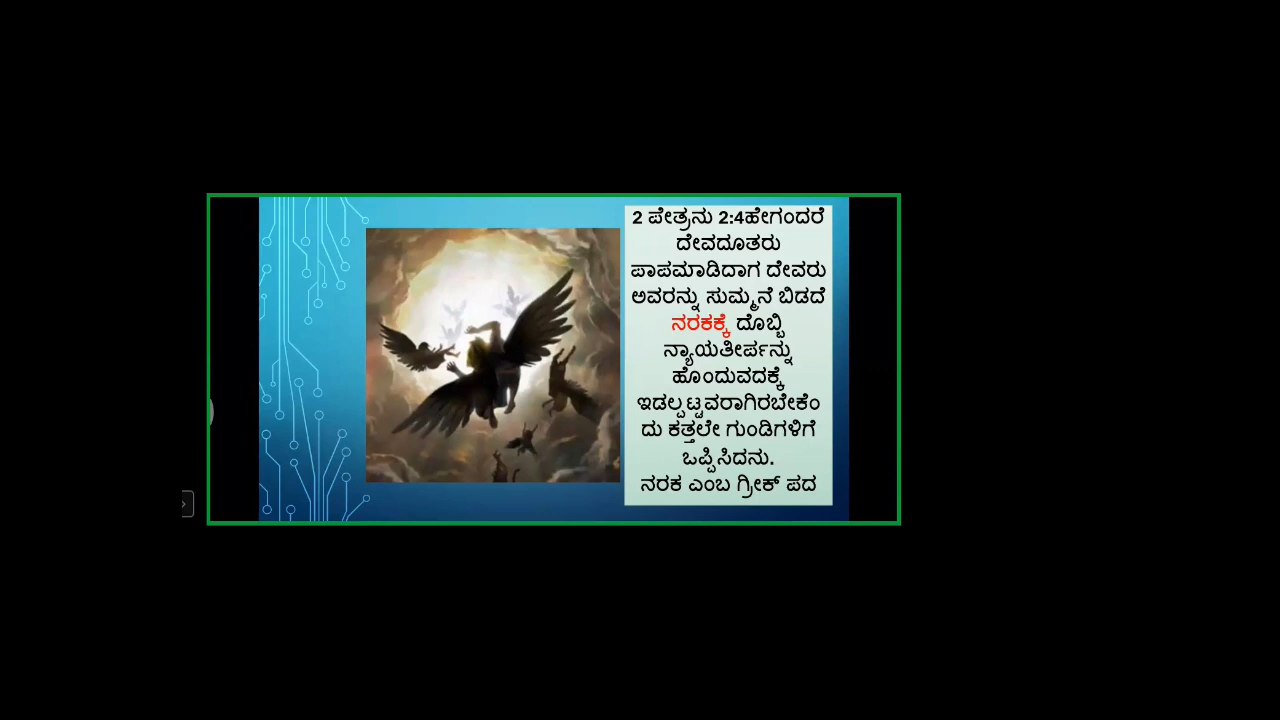 2 ಪೇತ್ರನು 2:4ಹೇಗಂದರೆ
ದೇವದೂತರು
ಪಾಪಮಾಡಿದಾಗ ದೇವರು
ಅವರನ್ನು ಸುಮ್ಮನೆ ಬಿಡದೆ
ನರಕಕ್ಕೆ ದೊಬ್ಬಿ
ನ್ಯಾಯತೀರ್ಪನ್ನು
ಹೊಂದುವದಕ್ಕೆ
ಇಡಲ್ಪಟ್ಟವರಾಗಿರಬೇಕೆಂ
ದು ಕತ್ತಲೇ ಗುಂಡಿಗಳಿಗೆ
ಒಪ್ಪಿಸಿದನು.
ನರಕ ಎಂಬ ಗ್ರೀಕ್ ಪದ